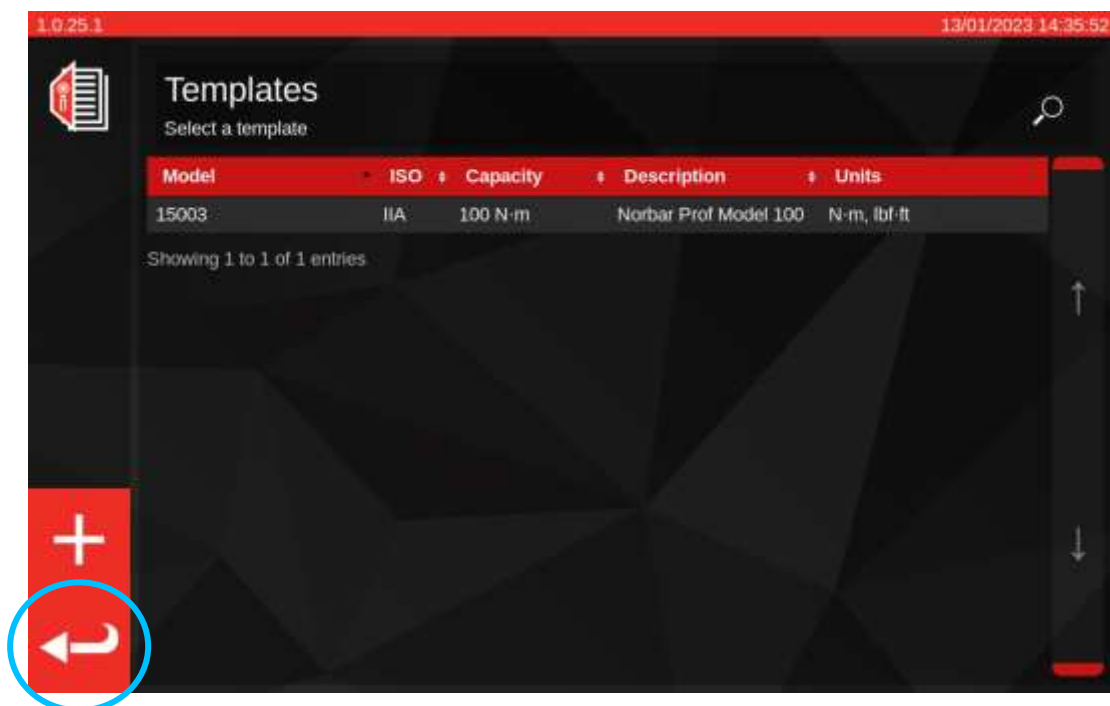 1.0.25.1 13/01/2023 14:35:52
Templates
Select a template
Model ISO Capacity Description Units
15003 IIA 100 N·m Norbar Prof Model 100 N·m, lbf·ft
Showing 1 to 1 of 1 entries